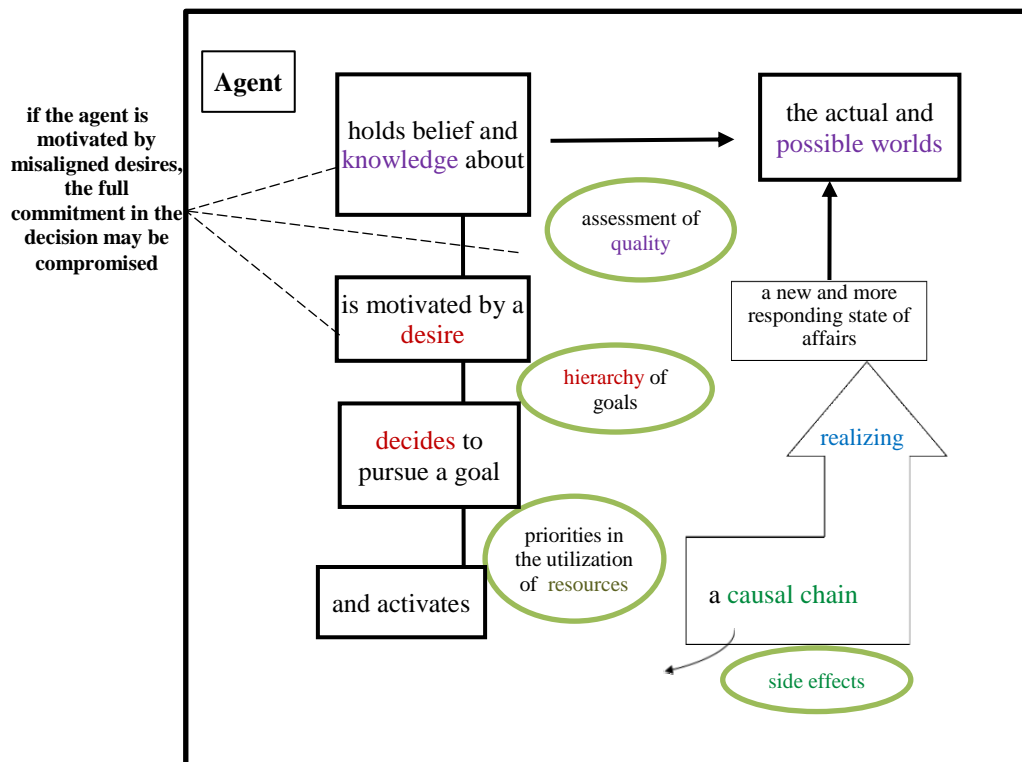 Agent
if the agent is
motivated by
misaligned desires,
the full
commitment in the
decision may be
compromised
holds belief and
knowledge about
the actual and
possible worlds
assessment of
quality
is motivated by a
desire
a new and more
responding state of
affairs
hierarchy of
goals
decides to
pursue a goal
realizing
priorities in
the utilization
of resources
and activates
a causal chain
side effects